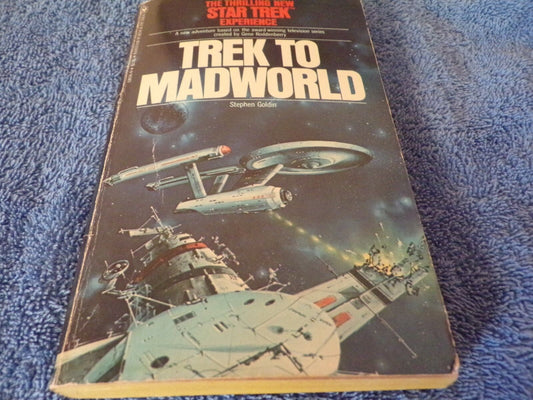 THE THRILLING NEW
STAR TREK
EXPERIENCE
A new adventure based on the award-winning television series
created by Gene Roddenberry
TREK TO
MADWORLD
Stephen Goldin